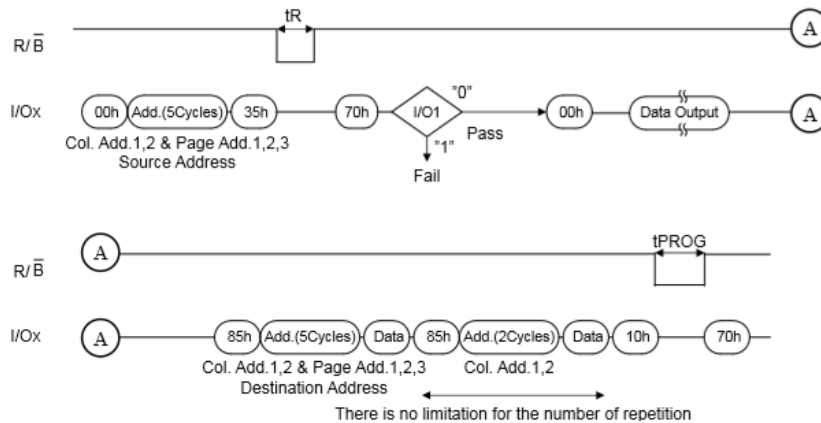 tR
R/B̅
A
I/Ox
00h Add.(5Cycles) 35h 70h I/O1 "0" 00h Data Output A
Pass
"1"
Col. Add.1,2 & Page Add.1,2,3
Source Address
Fail
tPROG
A
R/B̅
I/Ox
A 85h Add.(5Cycles) Data 85h Add.(2Cycles) Data 10h 70h
Col. Add.1,2 & Page Add.1,2,3 Col. Add.1,2
Destination Address
There is no limitation for the number of repetition